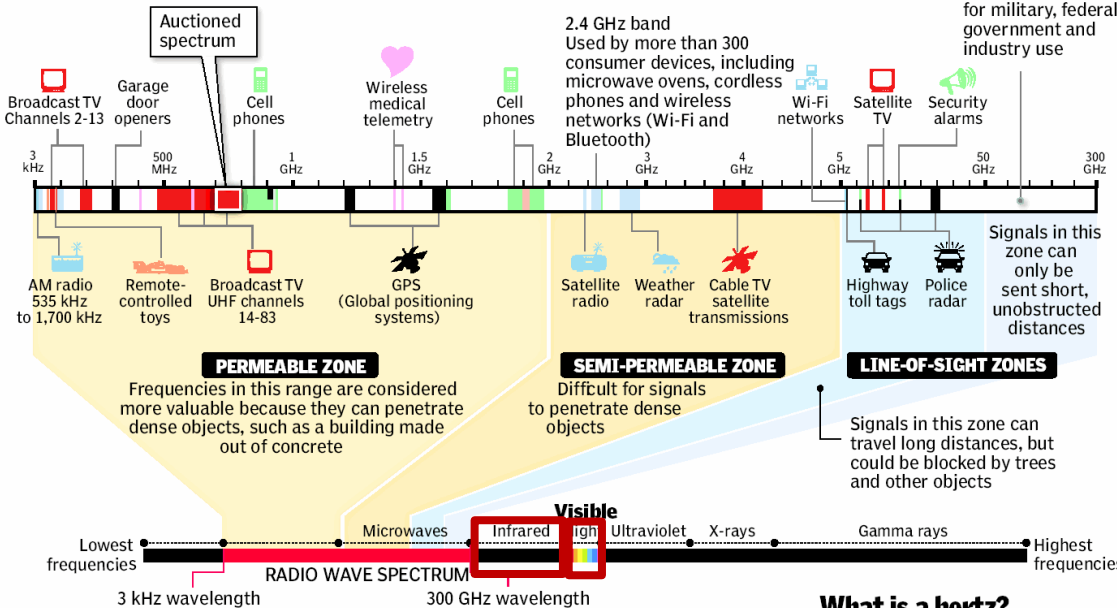 for military, federal
government and
industry use
Auctioned
spectrum
2.4 GHz band
Used by more than 300
consumer devices, including
microwave ovens, cordless
phones and wireless
networks (Wi-Fi and
Bluetooth)
Broadcast TV
Channels 2-13
Garage
door
openers
Cell
phones
Wireless
medical
telemetry
Cell
phones
Wi-Fi
networks
Satellite
TV
Security
alarms
3
kHz
500
MHz
1
GHz
1.5
GHz
2
GHz
3
GHz
4
GHz
5
GHz
50
GHz
300
GHz
AM radio
535 kHz
to 1,700 kHz
Remote-
controlled
toys
Broadcast TV
UHF channels
14-83
GPS
(Global positioning
systems)
Satellite
radio
Weather
radar
Cable TV
satellite
transmissions
Highway
toll tags
Police
radar
Signals in this
zone can
only be
sent short,
unobstructed
distances
PERMEABLE ZONE
Frequencies in this range are considered
more valuable because they can penetrate
dense objects, such as a building made
out of concrete
SEMI-PERMEABLE ZONE
Diffcult for signals
to penetrate dense
objects
LINE-OF-SIGHT ZONES
Signals in this zone can
travel long distances, but
could be blocked by trees
and other objects
Lowest
frequencies
Microwaves
Infrared
Visible
Ultraviolet
X-rays
Gamma rays
Highest
frequencies
RADIO WAVE SPECTRUM
3 kHz wavelength
300 GHz wavelength
What is a hertz?